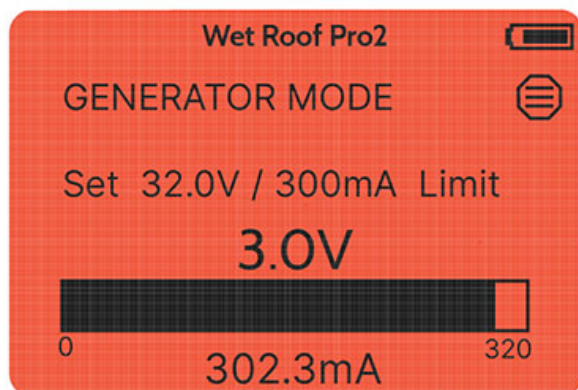 Wet Roof Pro2
GENERATOR MODE
Set 32.0V / 300mA Limit
3.0V
0 320
302.3mA